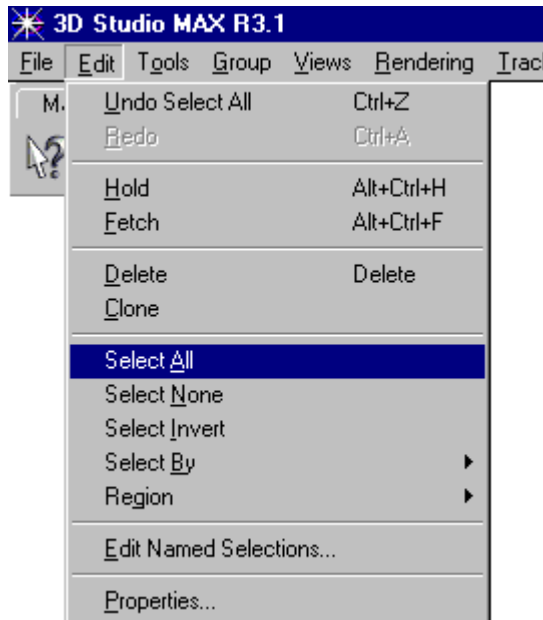 3D Studio MAX R3.1
File Edit Tools Group Views Rendering Trac
M
Undo Select All Ctrl+Z
Redo Ctrl+A
Hold Alt+Ctrl+H
Fetch Alt+Ctrl+F
Delete Delete
Clone
Select All
Select None
Select Invert
Select By
Region
Edit Named Selections...
Properties...